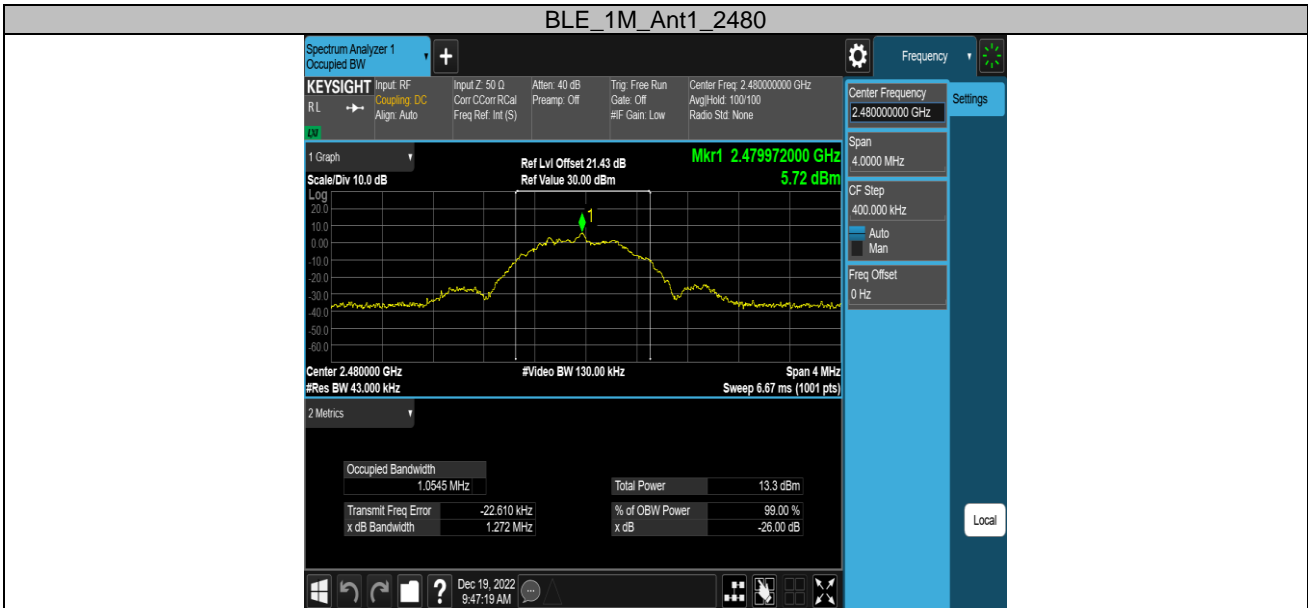 BLE_1M_Ant1_2480
Spectrum Analyzer 1
Occupied BW
+
Frequency
KEYSIGHT
R L
LXI
Input: RF
Coupling: DC
Align: Auto
Input Z: 50 Ω
Corr CCorr RCal
Freq Ref: Int (S)
Atten: 40 dB
Preamp: Off
Trig: Free Run
Gate: Off
#IF Gain: Low
Center Freq: 2.480000000 GHz
Avg|Hold: 100/100
Radio Std: None
Center Frequency
2.480000000 GHz
Settings
Span
4.0000 MHz
CF Step
400.000 kHz
Auto
Man
Freq Offset
0 Hz
Local
1 Graph
Scale/Div 10.0 dB
Ref Lvl Offset 21.43 dB
Ref Value 30.00 dBm
Mkr1 2.479972000 GHz
5.72 dBm
Log
20.0
10.0
0.00
-10.0
-20.0
-30.0
-40.0
-50.0
-60.0
1
Center 2.480000 GHz
#Res BW 43.000 kHz
#Video BW 130.00 kHz
Span 4 MHz
Sweep 6.67 ms (1001 pts)
2 Metrics
Occupied Bandwidth
1.0545 MHz
Total Power 13.3 dBm
Transmit Freq Error -22.610 kHz
% of OBW Power 99.00 %
x dB Bandwidth 1.272 MHz
x dB -26.00 dB
?
Dec 19, 2022
9:47:19 AM